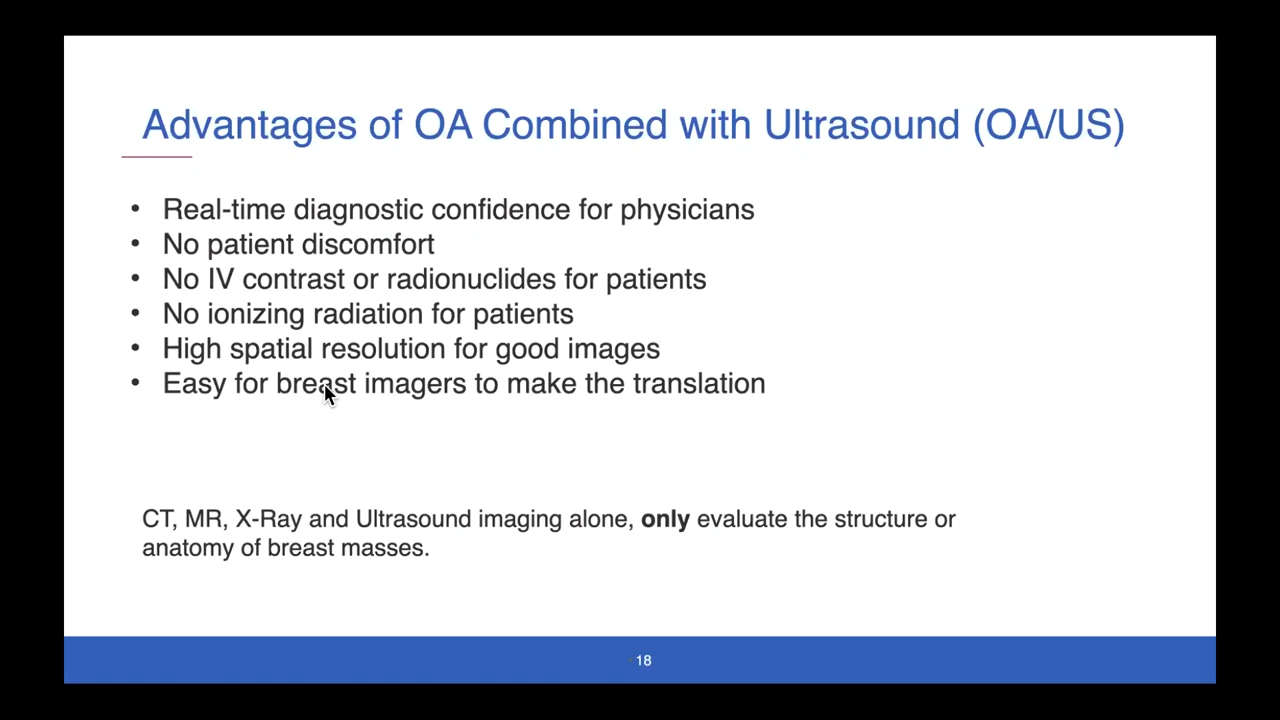 Advantages of OA Combined with Ultrasound (OA/US)
• Real-time diagnostic confidence for physicians
• No patient discomfort
• No IV contrast or radionuclides for patients
• No ionizing radiation for patients
• High spatial resolution for good images
• Easy for breast imagers to make the translation
CT, MR, X-Ray and Ultrasound imaging alone, only evaluate the structure or
anatomy of breast masses.
18